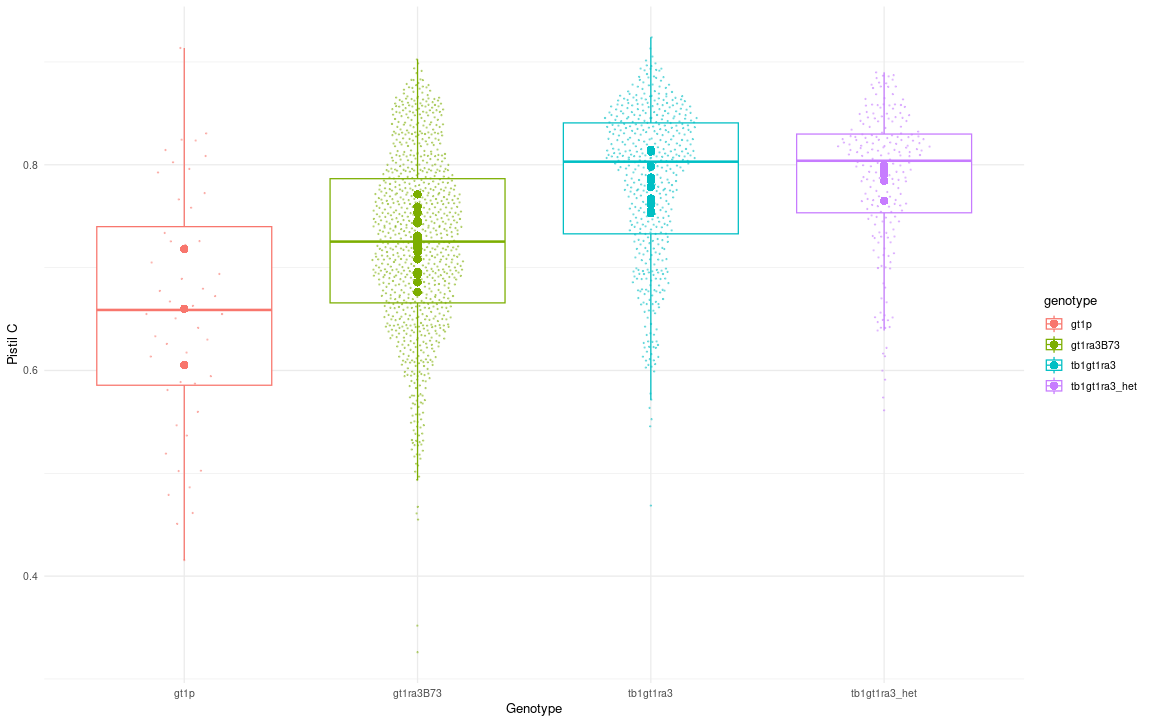 Pistil C
0.8
0.6
0.4
gt1p
gt1ra3B73
tb1gt1ra3
tb1gt1ra3_het
Genotype
genotype
gt1p
gt1ra3B73
tb1gt1ra3
tb1gt1ra3_het